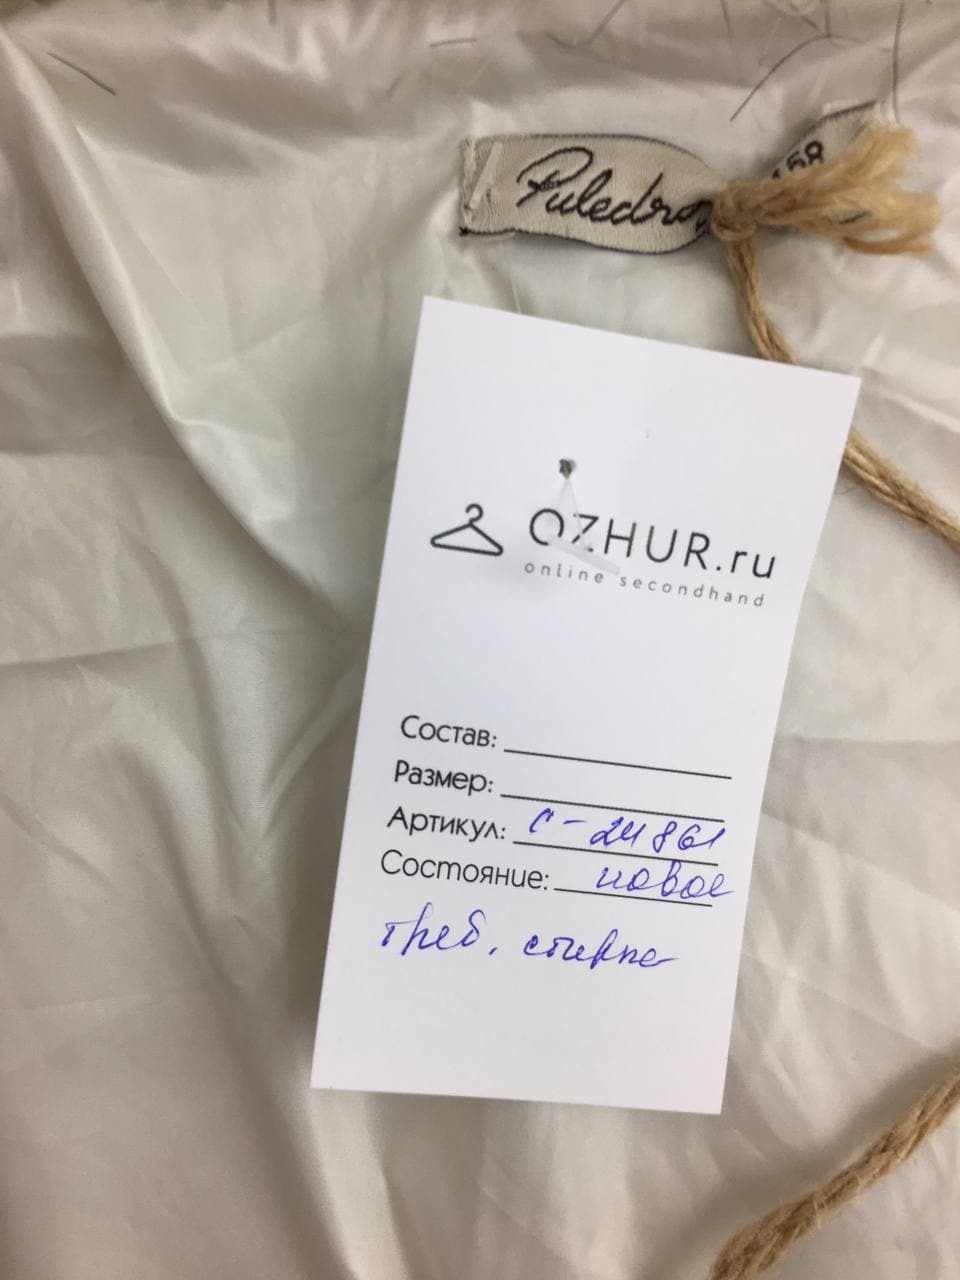 Puledro
158
OZHUR.ru
online secondhand
Состав:
Размер:
Артикул: С-24861
Состояние: новое
треб. стирка